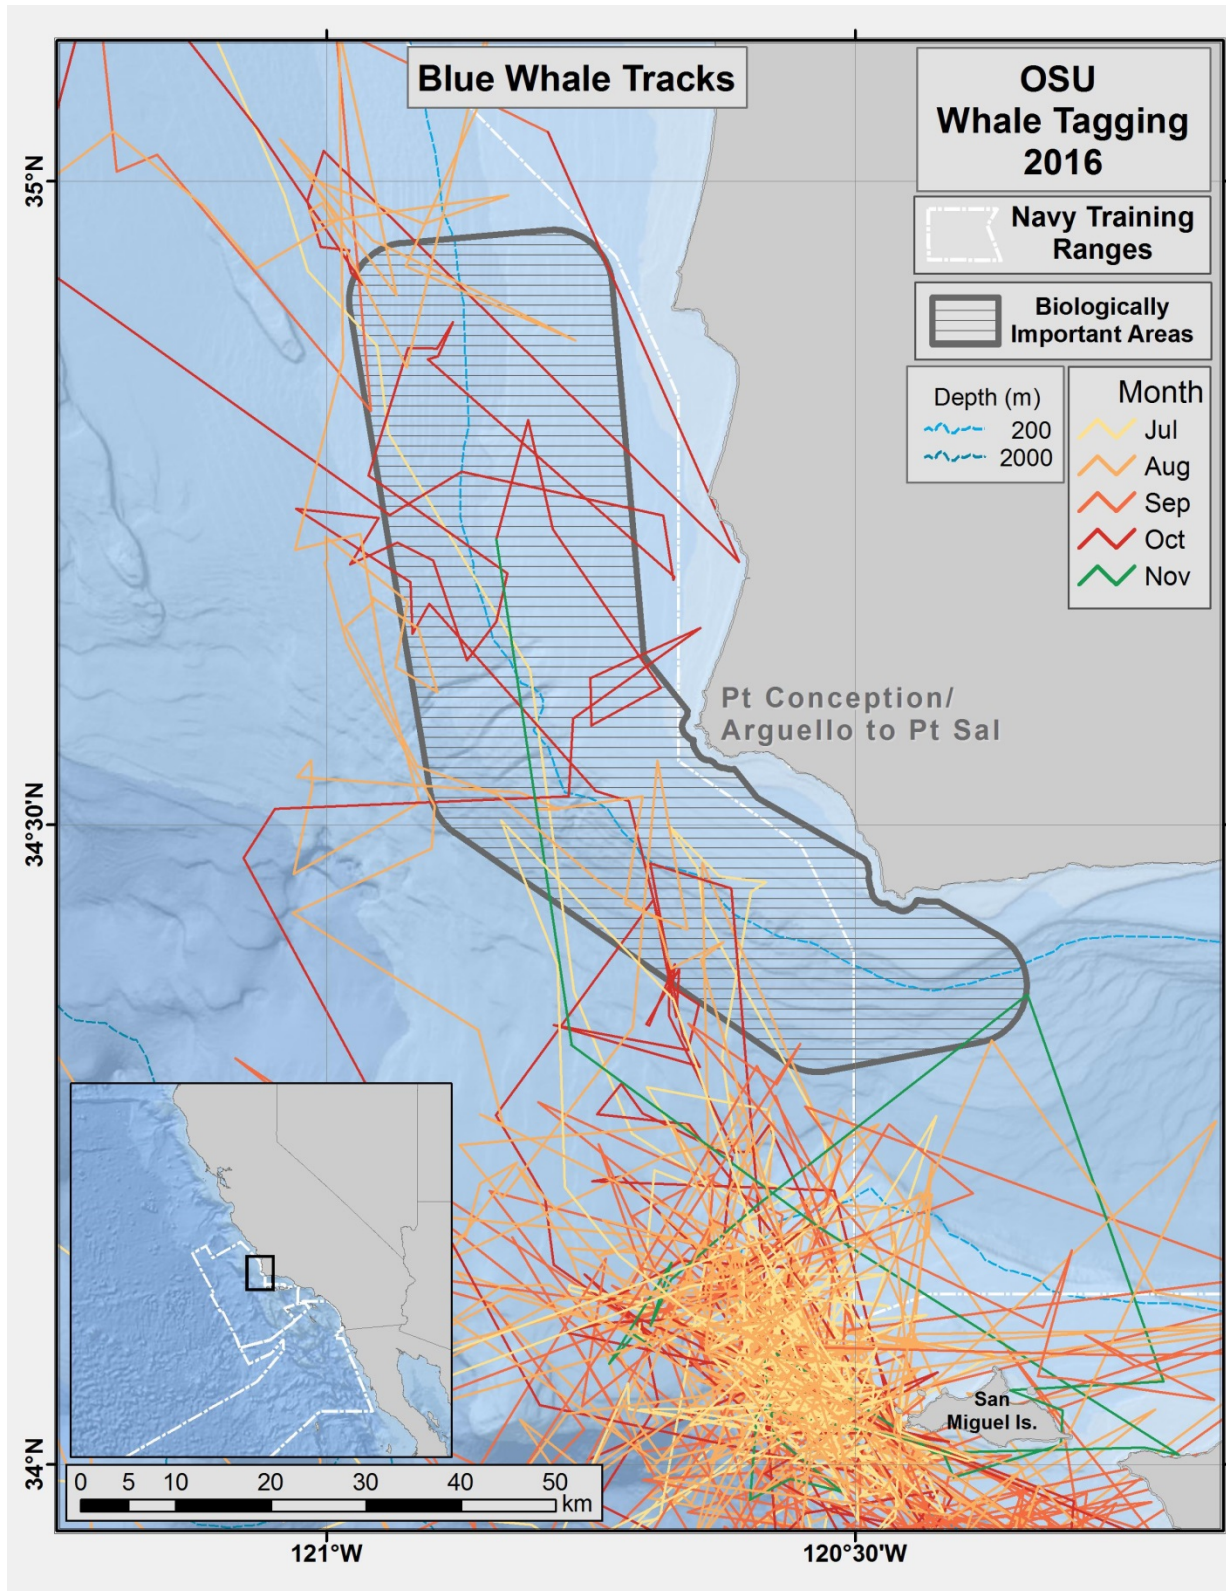 Blue Whale Tracks
OSU
Whale Tagging
2016
Navy Training
Ranges
Biologically
Important Areas
Depth (m)
200
2000
Month
Jul
Aug
Sep
Oct
Nov
35°N
34°30'N
34°N
Pt Conception/
Arguello to Pt Sal
San
Miguel Is.
0 5 10 20 30 40 50
km
121°W
120°30'W